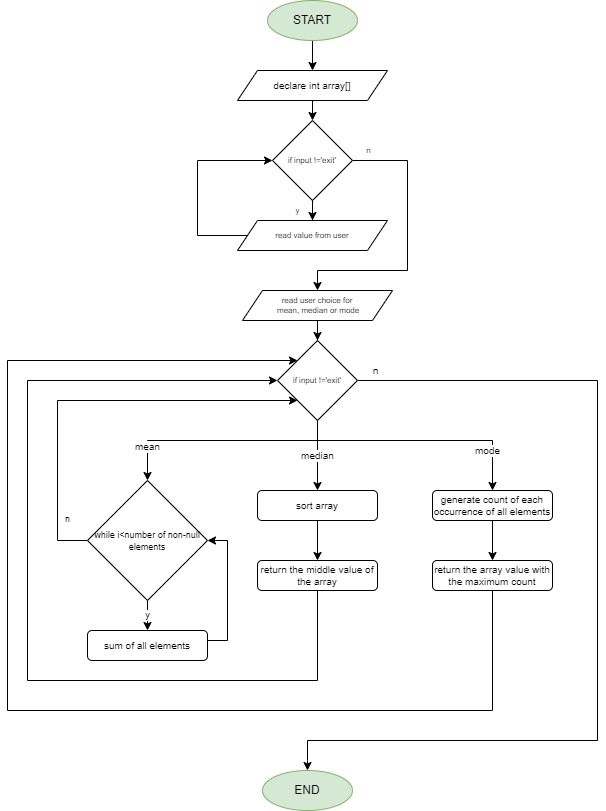 START
declare int array[]
if input !='exit'
n
y
read value from user
read user choice for
mean, median or mode
if input !='exit'
n
mean
median
mode
sort array
generate count of each
occurrence of all elements
n
while i<number of non-null
elements
return the middle value of
the array
return the array value with
the maximum count
y
sum of all elements
END